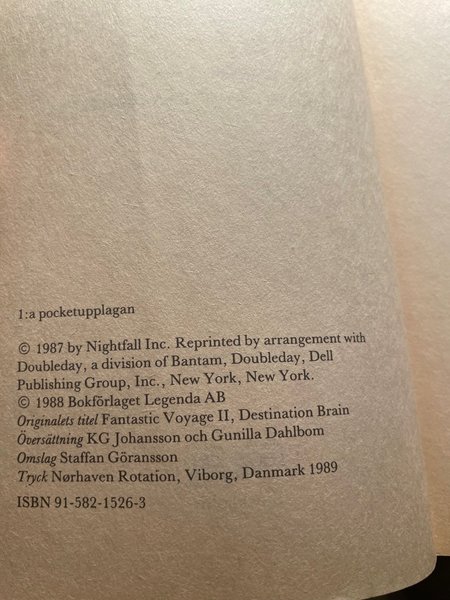 1:a pocketupplagan
© 1987 by Nightfall Inc. Reprinted by arrangement with
Doubleday, a division of Bantam, Doubleday, Dell
Publishing Group, Inc., New York, New York.
© 1988 Bokförlaget Legenda AB
Originalets titel Fantastic Voyage II, Destination Brain
Översättning KG Johansson och Gunilla Dahlbom
Omslag Staffan Göransson
Tryck Nørhaven Rotation, Viborg, Danmark 1989
ISBN 91-582-1526-3